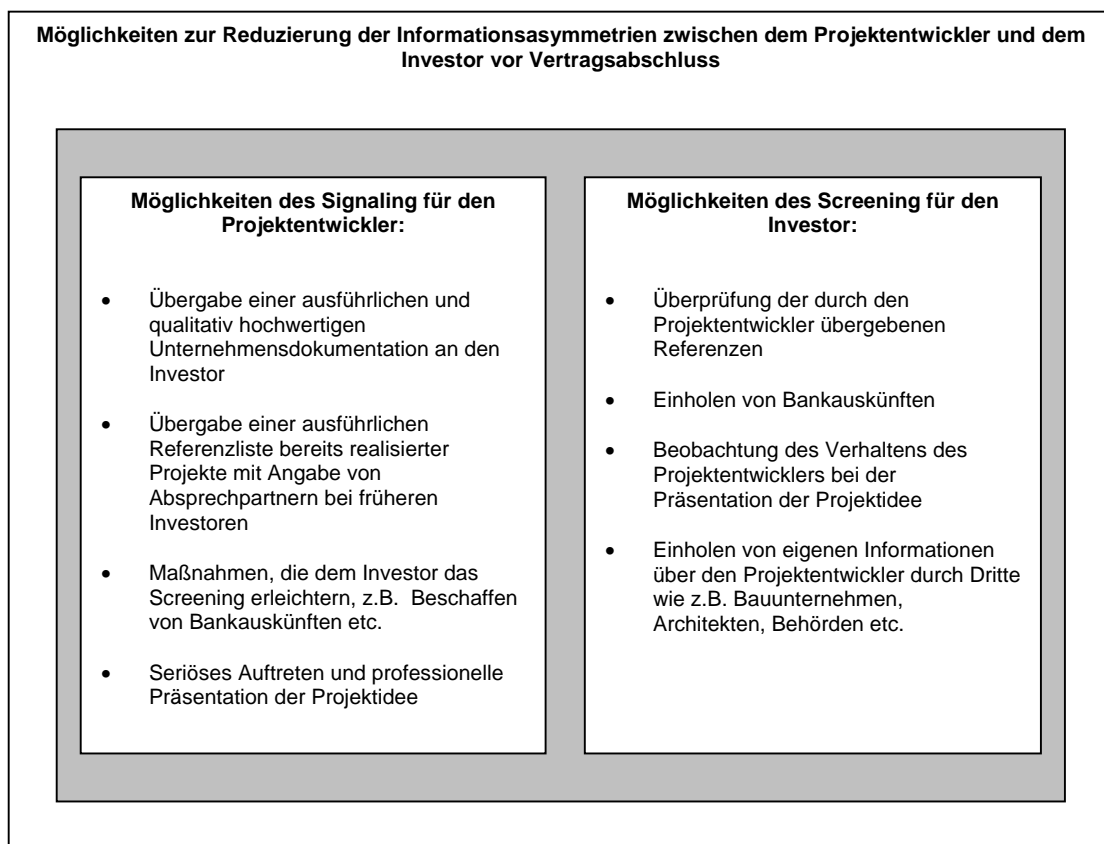 Möglichkeiten zur Reduzierung der Informationsasymmetrien zwischen dem Projektentwickler und dem
Investor vor Vertragsabschluss
Möglichkeiten des Signaling für den
Projektentwickler:
• Übergabe einer ausführlichen und
qualitativ hochwertigen
Unternehmensdokumentation an den
Investor
• Übergabe einer ausführlichen
Referenzliste bereits realisierter
Projekte mit Angabe von
Absprechpartnern bei früheren
Investoren
• Maßnahmen, die dem Investor das
Screening erleichtern, z.B.  Beschaffen
von Bankauskünften etc.
• Seriöses Auftreten und professionelle
Präsentation der Projektidee
Möglichkeiten des Screening für den
Investor:
• Überprüfung der durch den
Projektentwickler übergebenen
Referenzen
• Einholen von Bankauskünften
• Beobachtung des Verhaltens des
Projektentwicklers bei der
Präsentation der Projektidee
• Einholen von eigenen Informationen
über den Projektentwickler durch Dritte
wie z.B. Bauunternehmen,
Architekten, Behörden etc.